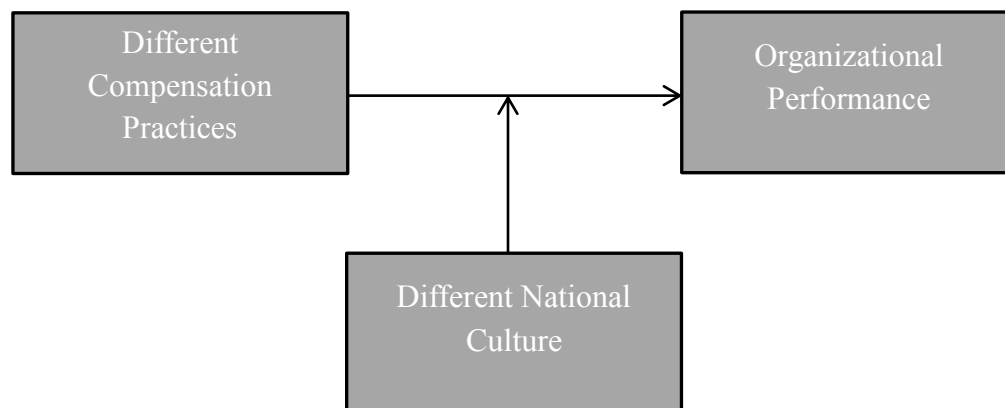 Different
Compensation
Practices
Organizational
Performance
Different National
Culture